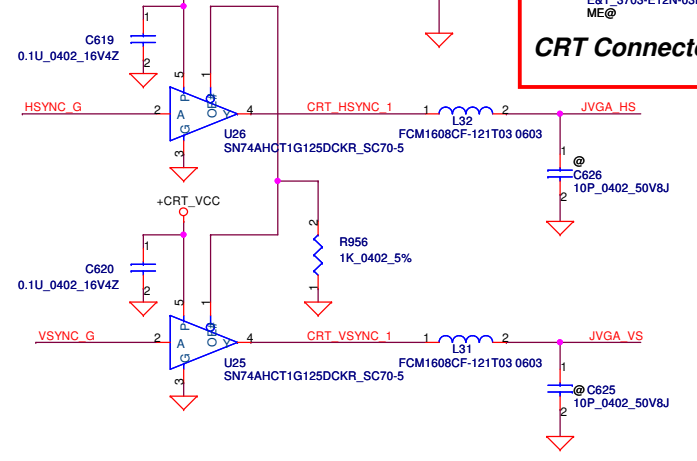 E&T_3703-E12N-03
ME@
CRT Connecto
1
C619
0.1U_0402_16V4Z
2
5
1
HSYNC_G
2
P
OE#
A
Y
G
4
CRT_HSYNC_1
1
2
JVGA_HS
L32
FCM1608CF-121T03 0603
U26
SN74AHCT1G125DCKR_SC70-5
3
1
@
C626
10P_0402_50V8J
2
+CRT_VCC
2
R956
1K_0402_5%
1
1
C620
0.1U_0402_16V4Z
2
5
1
VSYNC_G
2
P
OE#
A
Y
G
4
CRT_VSYNC_1
1
2
JVGA_VS
L31
FCM1608CF-121T03 0603
U25
SN74AHCT1G125DCKR_SC70-5
3
1
@ C625
10P_0402_50V8J
2